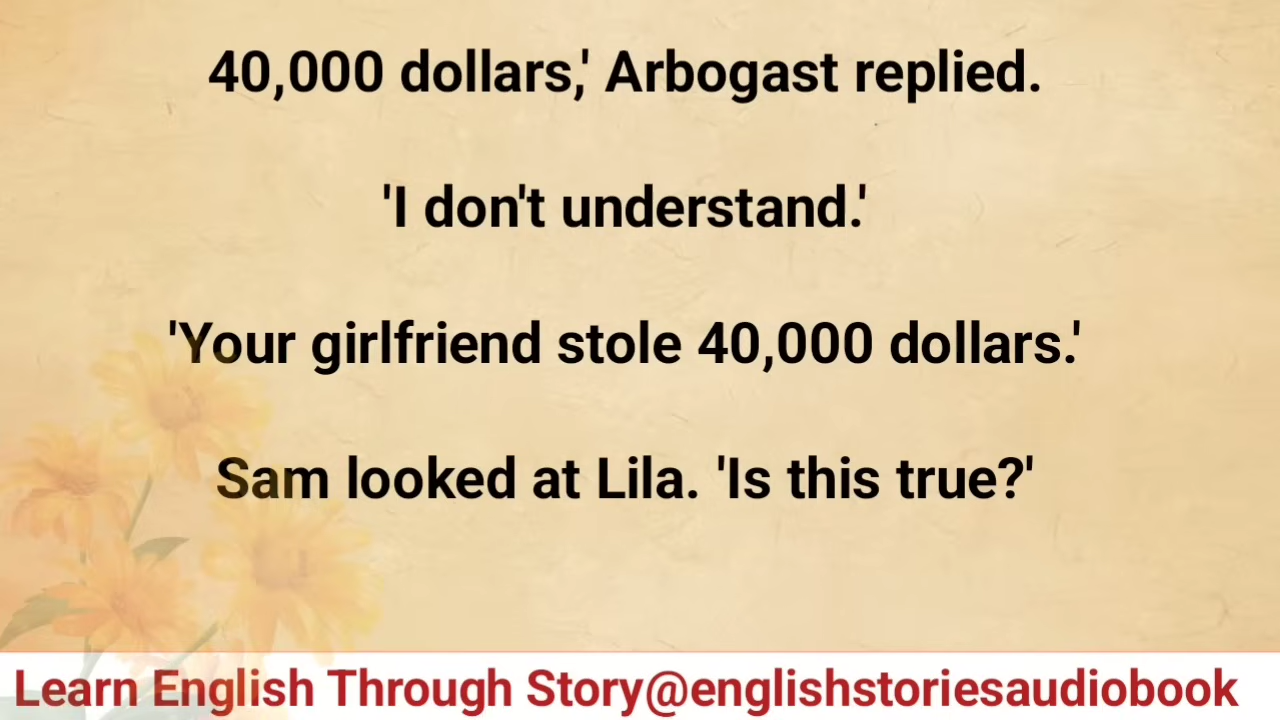 40,000 dollars,' Arbogast replied.
'I don't understand.'
'Your girlfriend stole 40,000 dollars.'
Sam looked at Lila. 'Is this true?'
Learn English Through Story@englishstoriesaudiobook